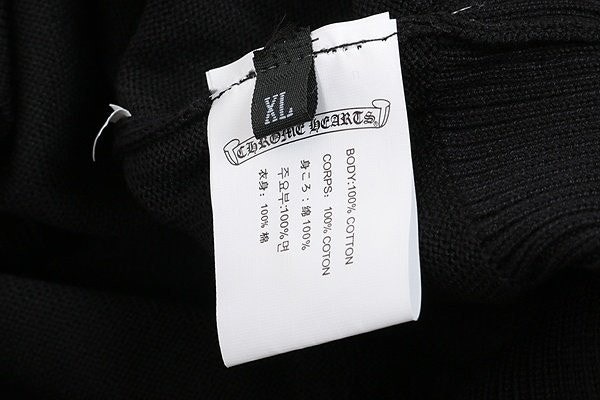 XL
CHROME HEARTS
BODY:100% COTTON
CORPS: 100% COTON
身ごろ：绵100%
주요부:100%면
衣身：100% 棉